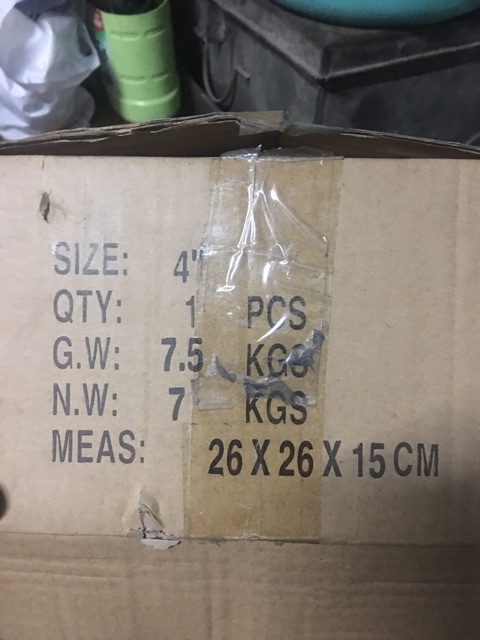 SIZE: 4"
QTY: 1 PCS
G.W: 7.5 KGS
N.W: 7 KGS
MEAS: 26 X 26 X 15 CM